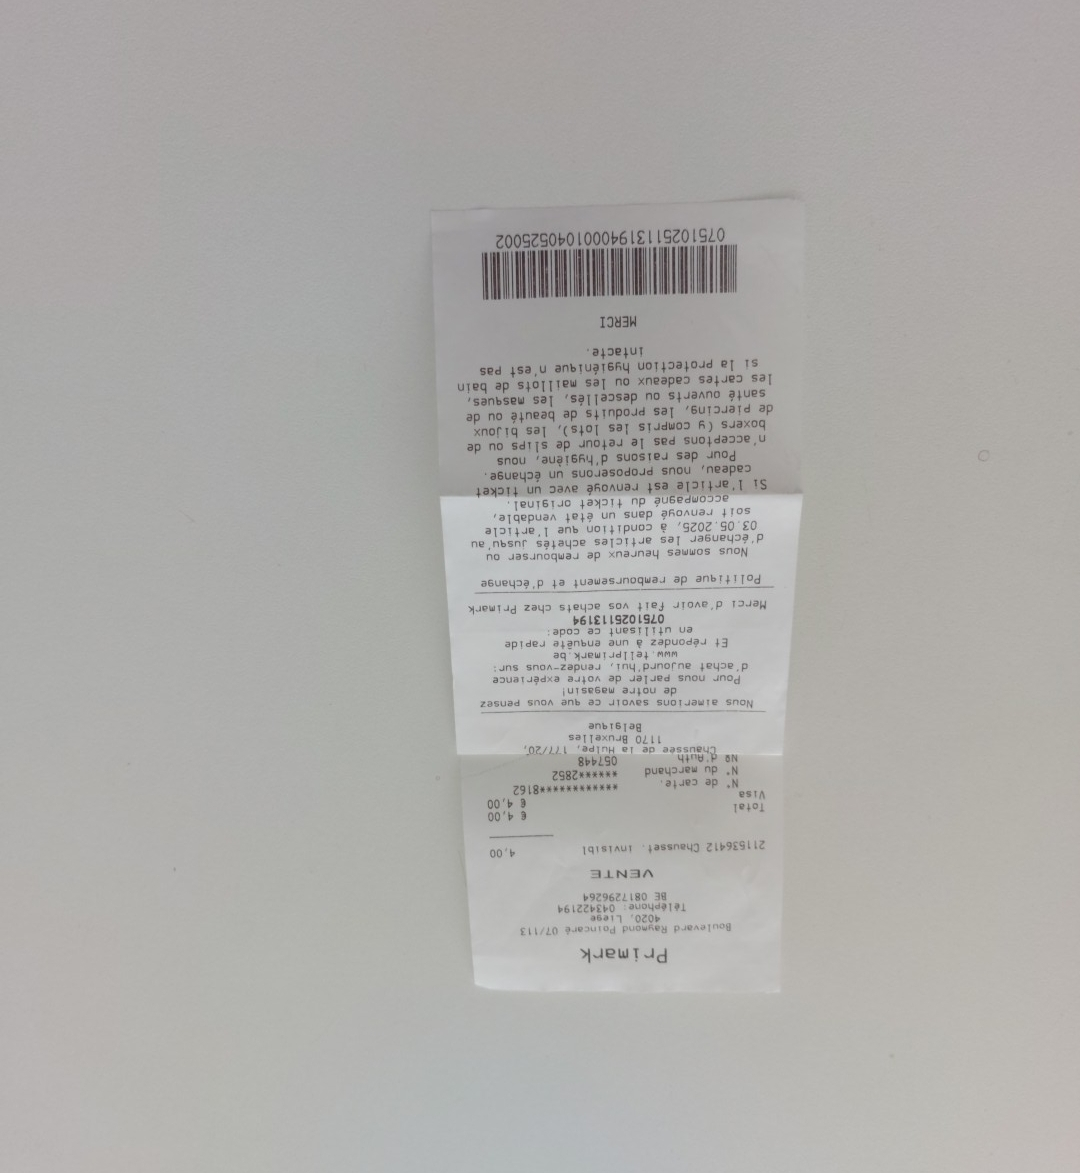 Primark
Boulevard Raymond Poincaré 07/113
4020, Liege
Téléphone: 043422194
BE 0817296264
VENTE
211536412 Chausset. invisibl 4,00
Total € 4,00
Visa € 4,00
N° de carte. ************8162
N° du marchand ******2852
Nº d'Auth 057448
Chaussée de la Hulpe, 177/20,
1170 Bruxelles
Belgique
Nous aimerions savoir ce que vous pensez
de notre magasin!
Pour nous parler de votre expérience
d'achat aujourd'hui, rendez-vous sur:
www.tellprimark.be
Et répondez à une enquête rapide
en utilisant ce code:
0751025113194
Merci d'avoir fait vos achats chez Primark
Politique de remboursement et d'échange
Nous sommes heureux de rembourser ou
d'échanger les articles achetés jusqu'au
03.05.2025, à condition que l'article
soit renvoyé dans un état vendable,
accompagné du ticket original.
Si l'article est renvoyé avec un ticket
cadeau, nous proposerons un échange.
Pour des raisons d'hygiène, nous
n'acceptons pas le retour de slips ou de
boxers (y compris les lots), les bijoux
de piercing, les produits de beauté ou de
santé ouverts ou descellés, les masques,
les cartes cadeaux ou les maillots de bain
si la protection hygiénique n'est pas
intacte.
MERCI
0751025113194000104052500​2